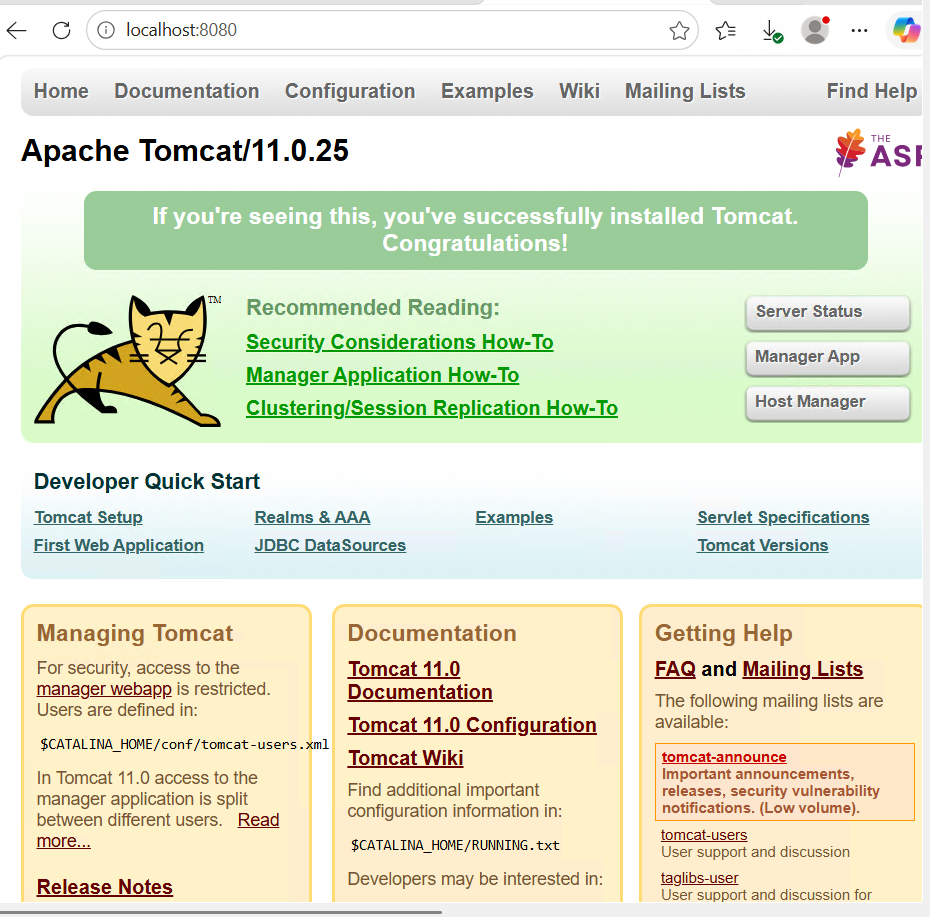 localhost:8080
Home Documentation Configuration Examples Wiki Mailing Lists Find Help
Apache Tomcat/11.0.25
THE
If you're seeing this, you've successfully installed Tomcat.
Congratulations!
TM
Recommended Reading:
Security Considerations How-To
Manager Application How-To
Clustering/Session Replication How-To
Server Status
Manager App
Host Manager
Developer Quick Start
Tomcat Setup
First Web Application
Realms & AAA
JDBC DataSources
Examples
Servlet Specifications
Tomcat Versions
Managing Tomcat
For security, access to the
manager webapp is restricted.
Users are defined in:
$CATALINA_HOME/conf/tomcat-users.xml
In Tomcat 11.0 access to the
manager application is split
between different users. Read
more...
Release Notes
Documentation
Tomcat 11.0
Documentation
Tomcat 11.0 Configuration
Tomcat Wiki
Find additional important
configuration information in:
$CATALINA_HOME/RUNNING.txt
Developers may be interested in:
Getting Help
FAQ and Mailing Lists
The following mailing lists are
available:
tomcat-announce
Important announcements,
releases, security vulnerability
notifications. (Low volume).
tomcat-users
User support and discussion
taglibs-user
User support and discussion for